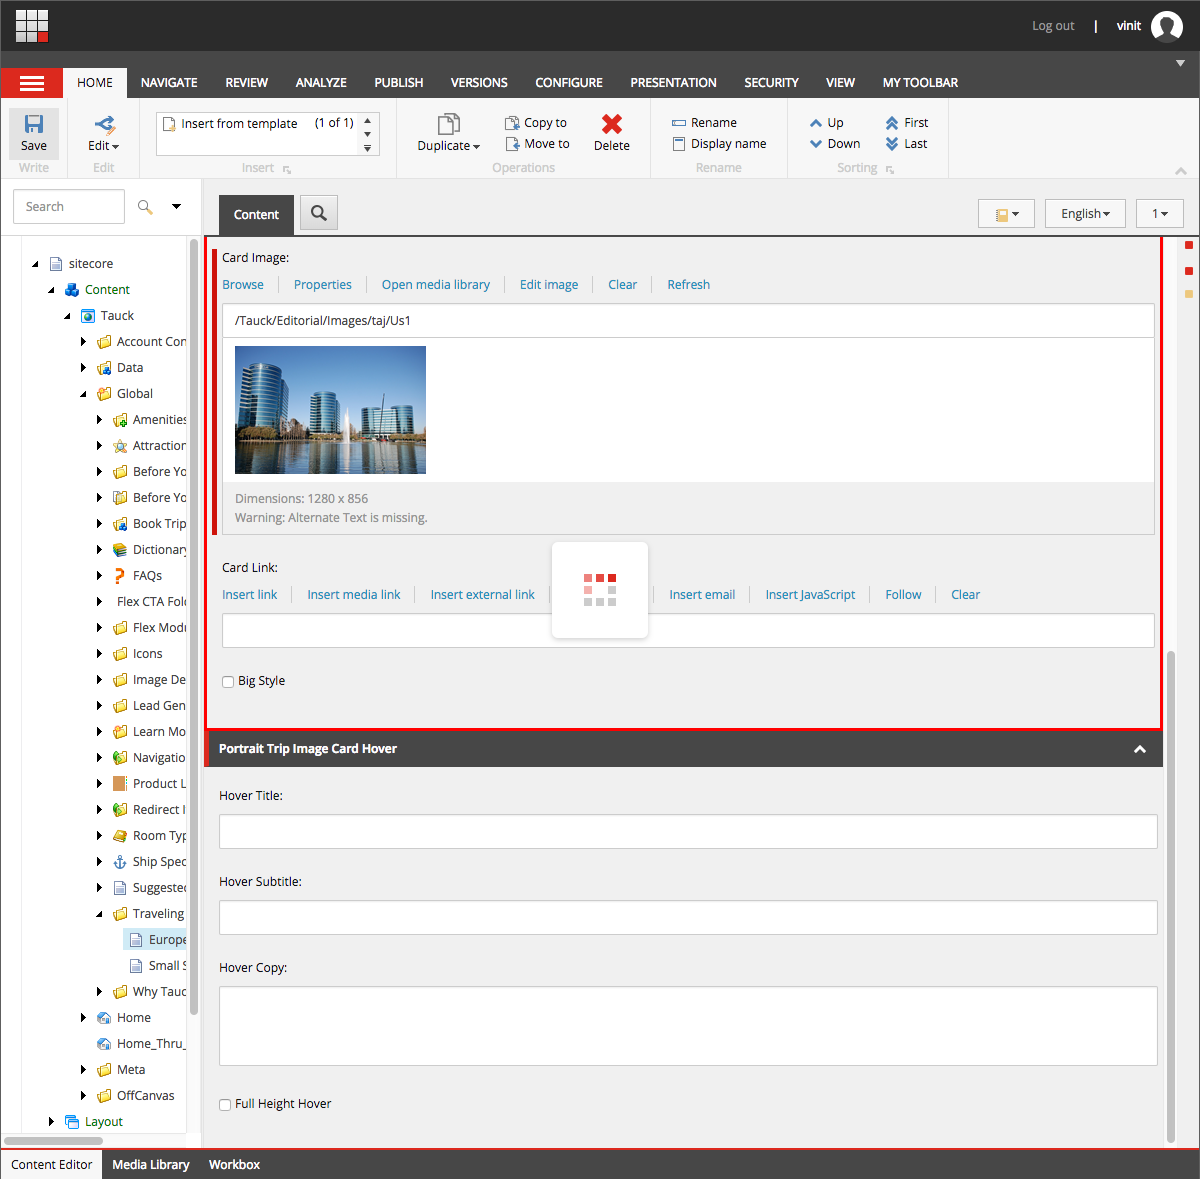 Log out | vinit
HOME NAVIGATE REVIEW ANALYZE PUBLISH VERSIONS CONFIGURE PRESENTATION SECURITY VIEW MY TOOLBAR
Save
Write
Edit
Edit
Insert from template (1 of 1)
Insert
Duplicate
Copy to
Move to
Delete
Operations
Rename
Display name
Rename
Up
Down
First
Last
Sorting
Search
Content
English
1
sitecore
Content
Tauck
Account Con
Data
Global
Amenities
Attraction
Before Yo
Before Yo
Book Trip
Dictionary
FAQs
Flex CTA Fold
Flex Modu
Icons
Image De
Lead Gen
Learn Mo
Navigatio
Product L
Redirect I
Room Typ
Ship Spec
Suggested
Traveling
Europe
Small S
Why Tauc
Home
Home_Thru_
Meta
OffCanvas
Layout
Card Image:
Browse Properties Open media library Edit image Clear Refresh
/Tauck/Editorial/Images/taj/Us1
Dimensions: 1280 x 856
Warning: Alternate Text is missing.
Card Link:
Insert link Insert media link Insert external link Insert email Insert JavaScript Follow Clear
Big Style
Portrait Trip Image Card Hover
Hover Title:
Hover Subtitle:
Hover Copy:
Full Height Hover
Content Editor Media Library Workbox